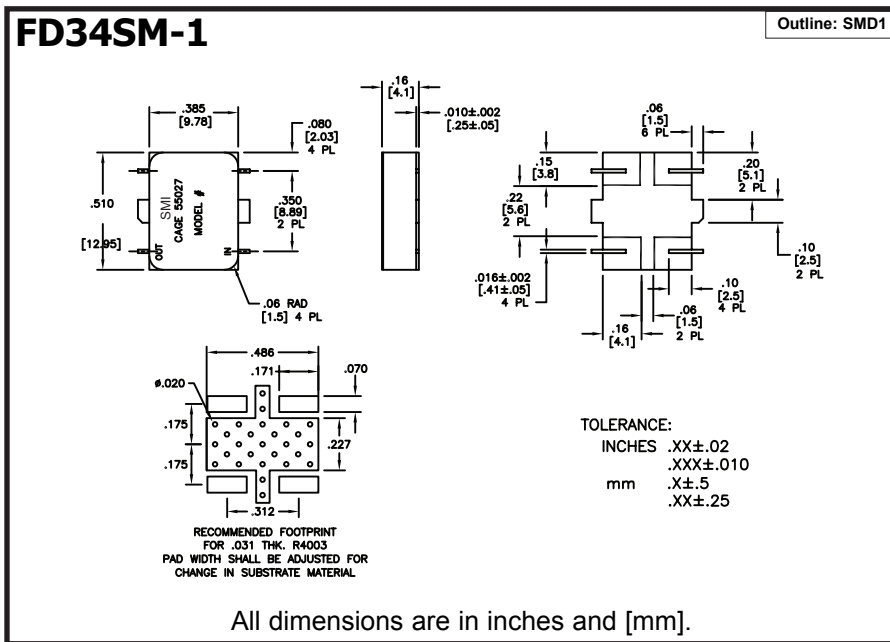 FD34SM-1
Outline: SMD1
.385
[9.78]
.080
[2.03]
4 PL
.510
[12.95]
.350
[8.89]
2 PL
SMI
CAGE 55027
MODEL #
OUT
IN
.06 RAD
[1.5] 4 PL
.16
[4.1]
.010±.002
[.25±.05]
.06
[1.5]
6 PL
.15
[3.8]
.20
[5.1]
2 PL
.22
[5.6]
2 PL
.10
[2.5]
2 PL
.016±.002
[.41±.05]
4 PL
.10
[2.5]
4 PL
.06
[1.5]
2 PL
.16
[4.1]
.486
.171
.070
ø.020
.175
.227
.175
.312
RECOMMENDED FOOTPRINT
FOR .031 THK. R4003
PAD WIDTH SHALL BE ADJUSTED FOR
CHANGE IN SUBSTRATE MATERIAL
TOLERANCE:
INCHES .XX±.02
.XXX±.010
mm .X±.5
.XX±.25
All dimensions are in inches and [mm].